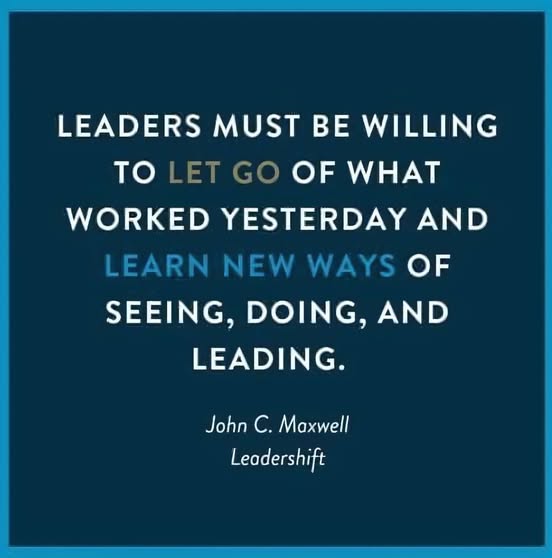 LEADERS MUST BE WILLING
TO LET GO OF WHAT
WORKED YESTERDAY AND
LEARN NEW WAYS OF
SEEING, DOING, AND
LEADING.
John C. Maxwell
Leadershift